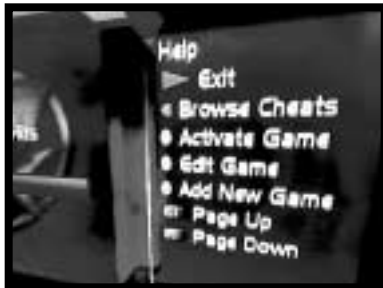 Help
Exit
Browse Cheats
Activate Game
Edit Game
Add New Game
Page Up
Page Down